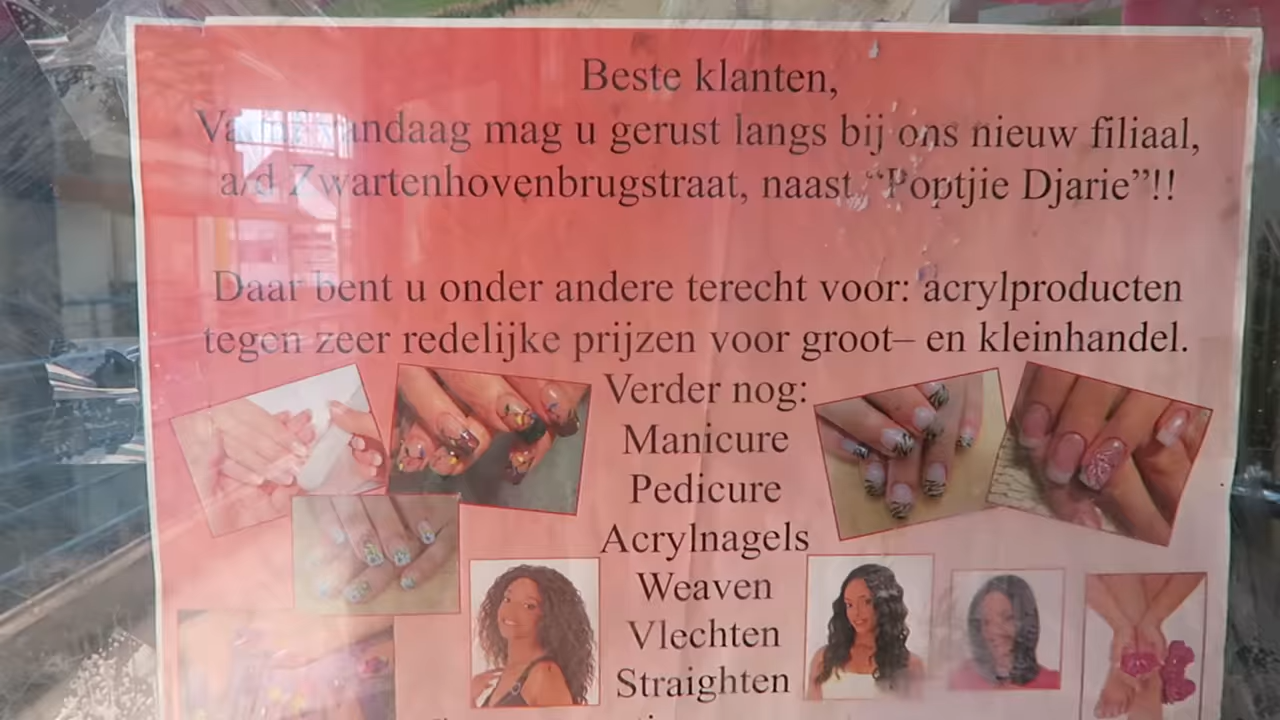 Beste klanten,
Vanaf vandaag mag u gerust langs bij ons nieuw filiaal,
a/d Zwartenhovenbrugstraat, naast “Poptjie Djarie”!!
Daar bent u onder andere terecht voor: acrylproducten
tegen zeer redelijke prijzen voor groot– en kleinhandel.
Verder nog:
Manicure
Pedicure
Acrylnagels
Weaven
Vlechten
Straighten